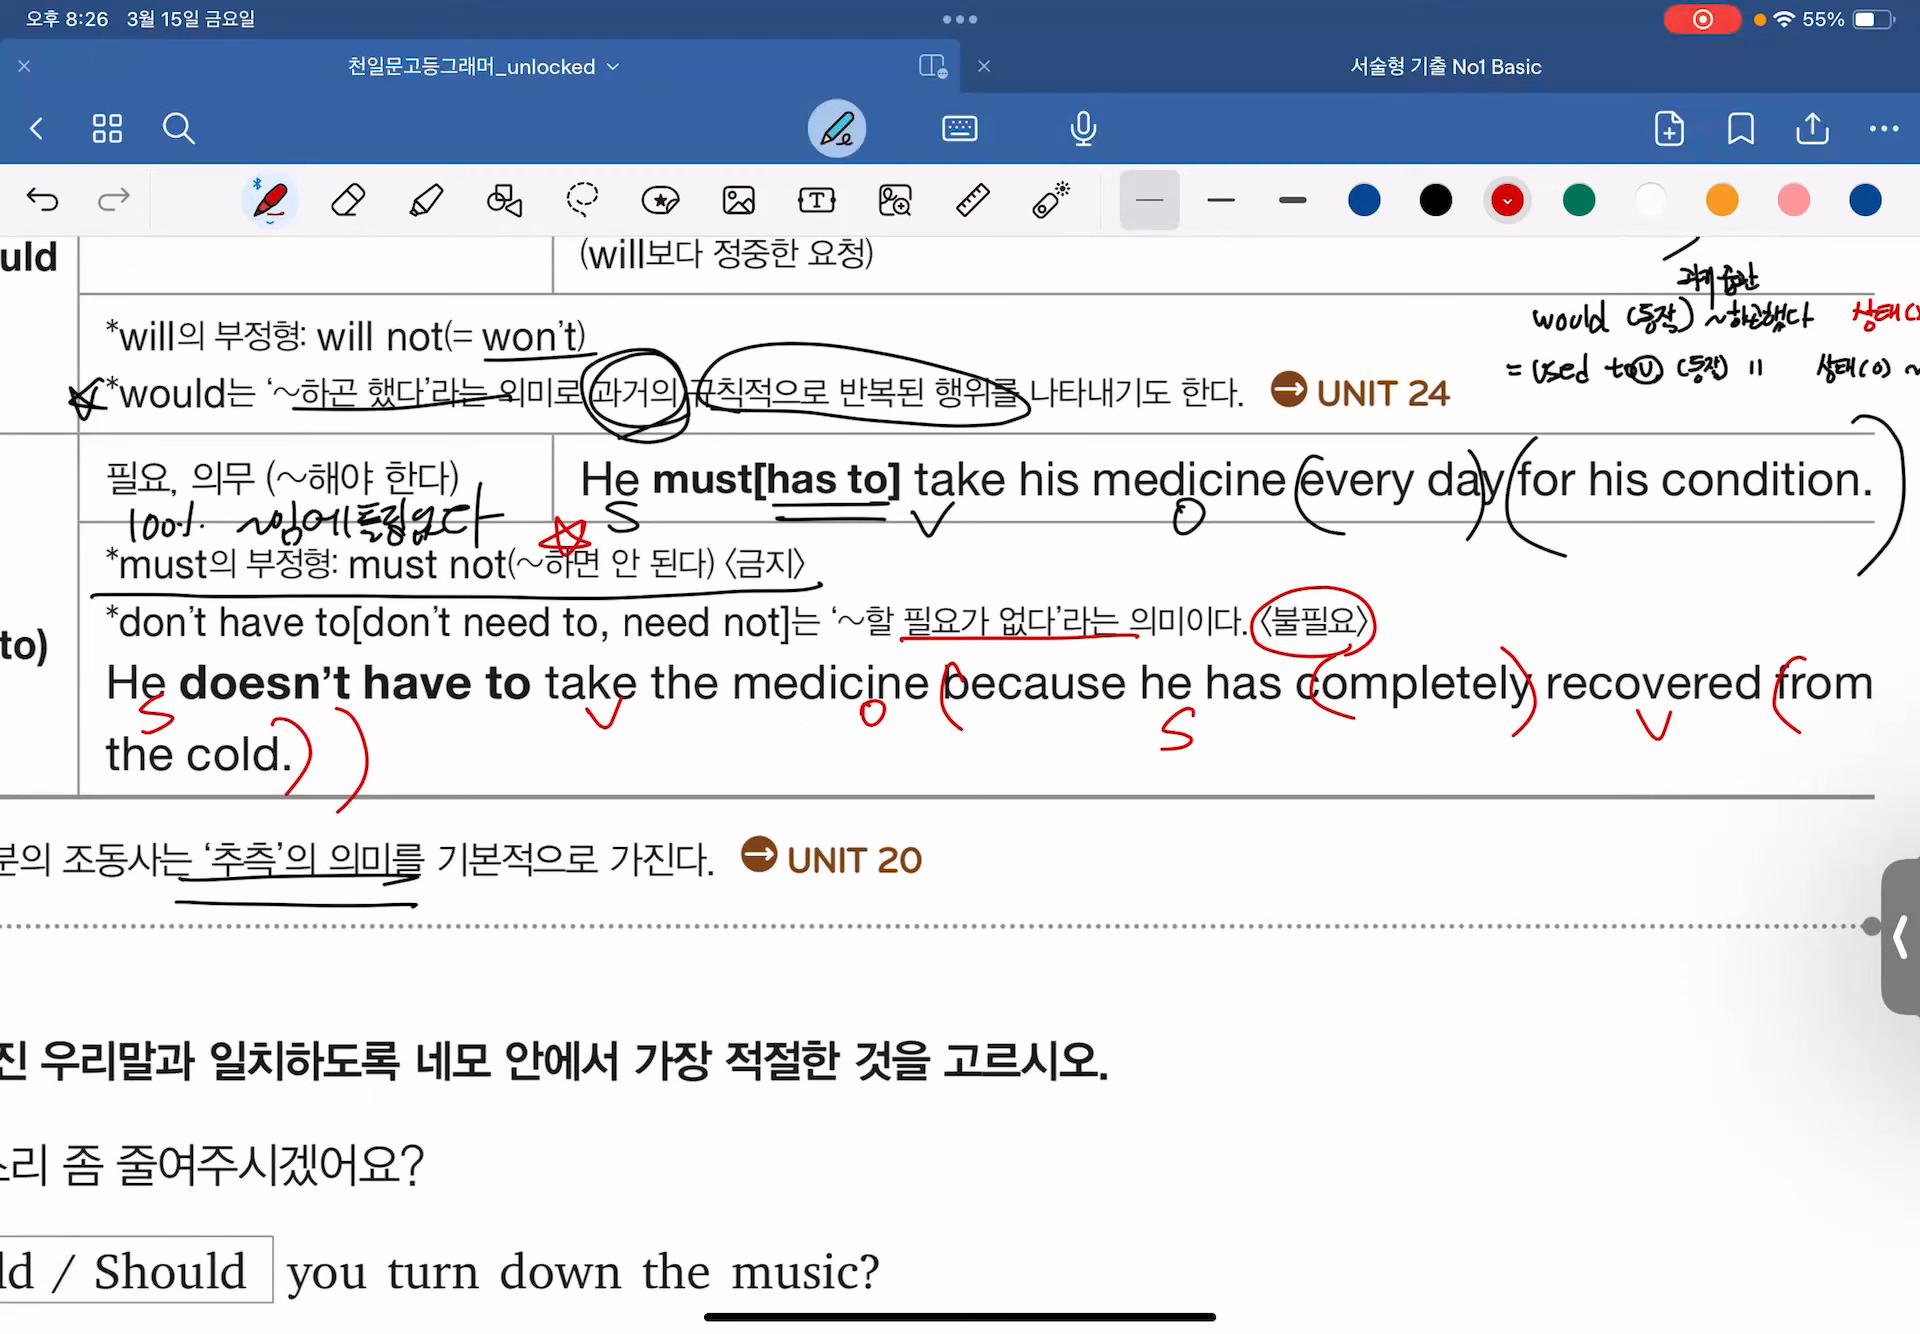 오후 8:26 3월 15일 금요일
55%
천일문고등그래머_unlocked
서술형 기출 No1 Basic
uld
(will보다 정중한 요청)
과거 습관
would (동작) ~하곤했다 상태(x
= used to Ⓥ (동작) 〃 상태(o) ~
*will의 부정형: will not(= won't)
*would는 '~하곤 했다'라는 의미로 과거의 규칙적으로 반복된 행위를 나타내기도 한다. → UNIT 24
필요, 의무 (~해야 한다)
He must[has to] take his medicine (every day) (for his condition.)
100% ~임에 틀림없다
S V O
*must의 부정형: must not(~하면 안 된다) 〈금지〉
*don't have to[don't need to, need not]는 '~할 필요가 없다'라는 의미이다. 〈불필요〉
to)
He doesn't have to take the medicine (because he has (completely) recovered (from
S V O S V
the cold.))
분의 조동사는 '추측'의 의미를 기본적으로 가진다. → UNIT 20
진 우리말과 일치하도록 네모 안에서 가장 적절한 것을 고르시오.
소리 좀 줄여주시겠어요?
ld / Should you turn down the music?